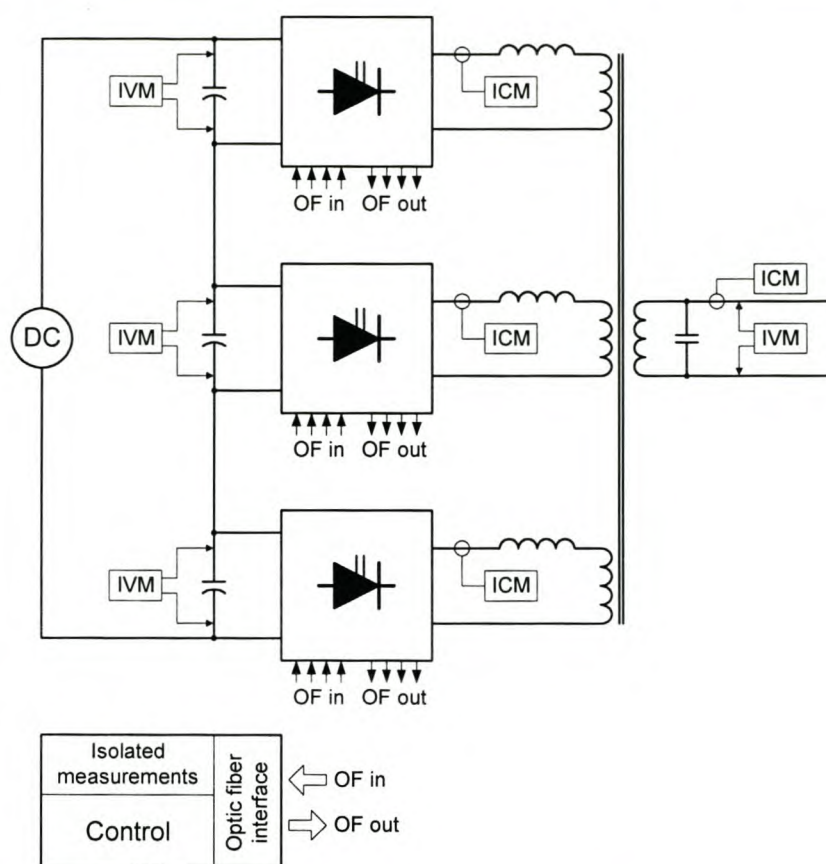 IVM
ICM
OF in
OF out
ICM
DC
IVM
ICM
IVM
OF in
OF out
IVM
ICM
OF in
OF out
Isolated
measurements
Control
Optic fiber
interface
OF in
OF out